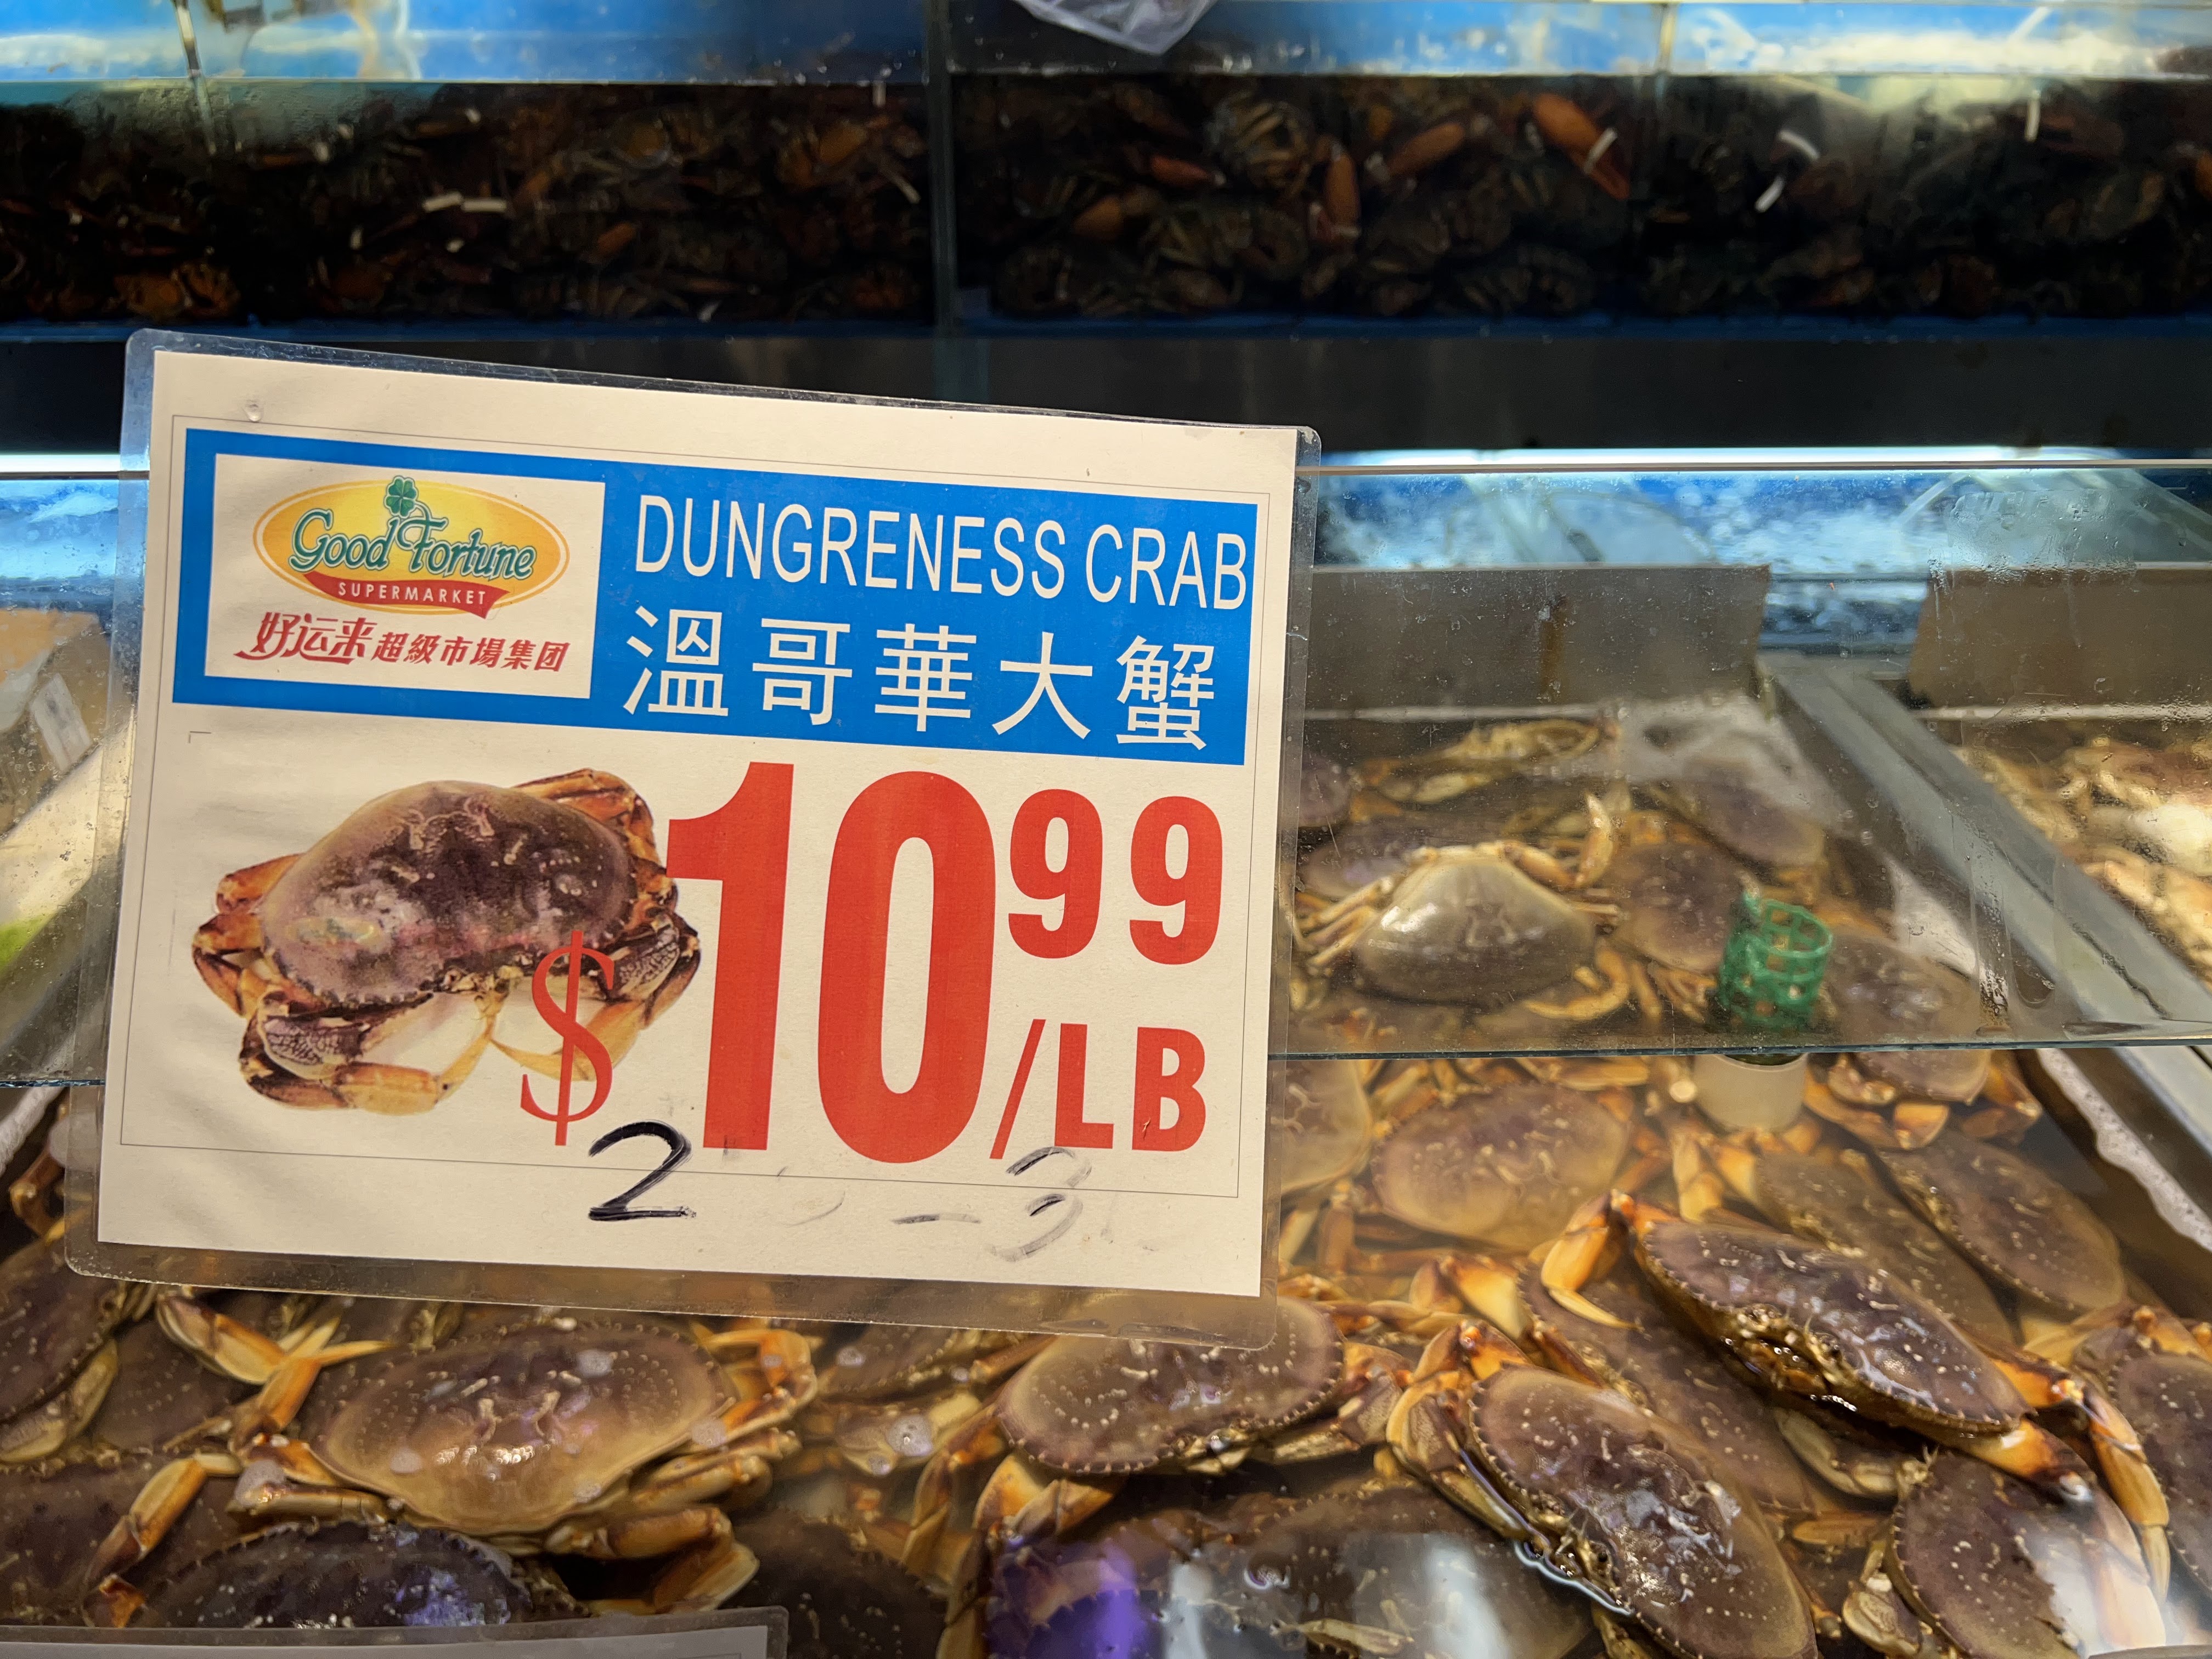 Good Fortune
SUPERMARKET
好运来超級市場集团
DUNGRENESS CRAB
溫哥華大蟹
$10.99/LB
2